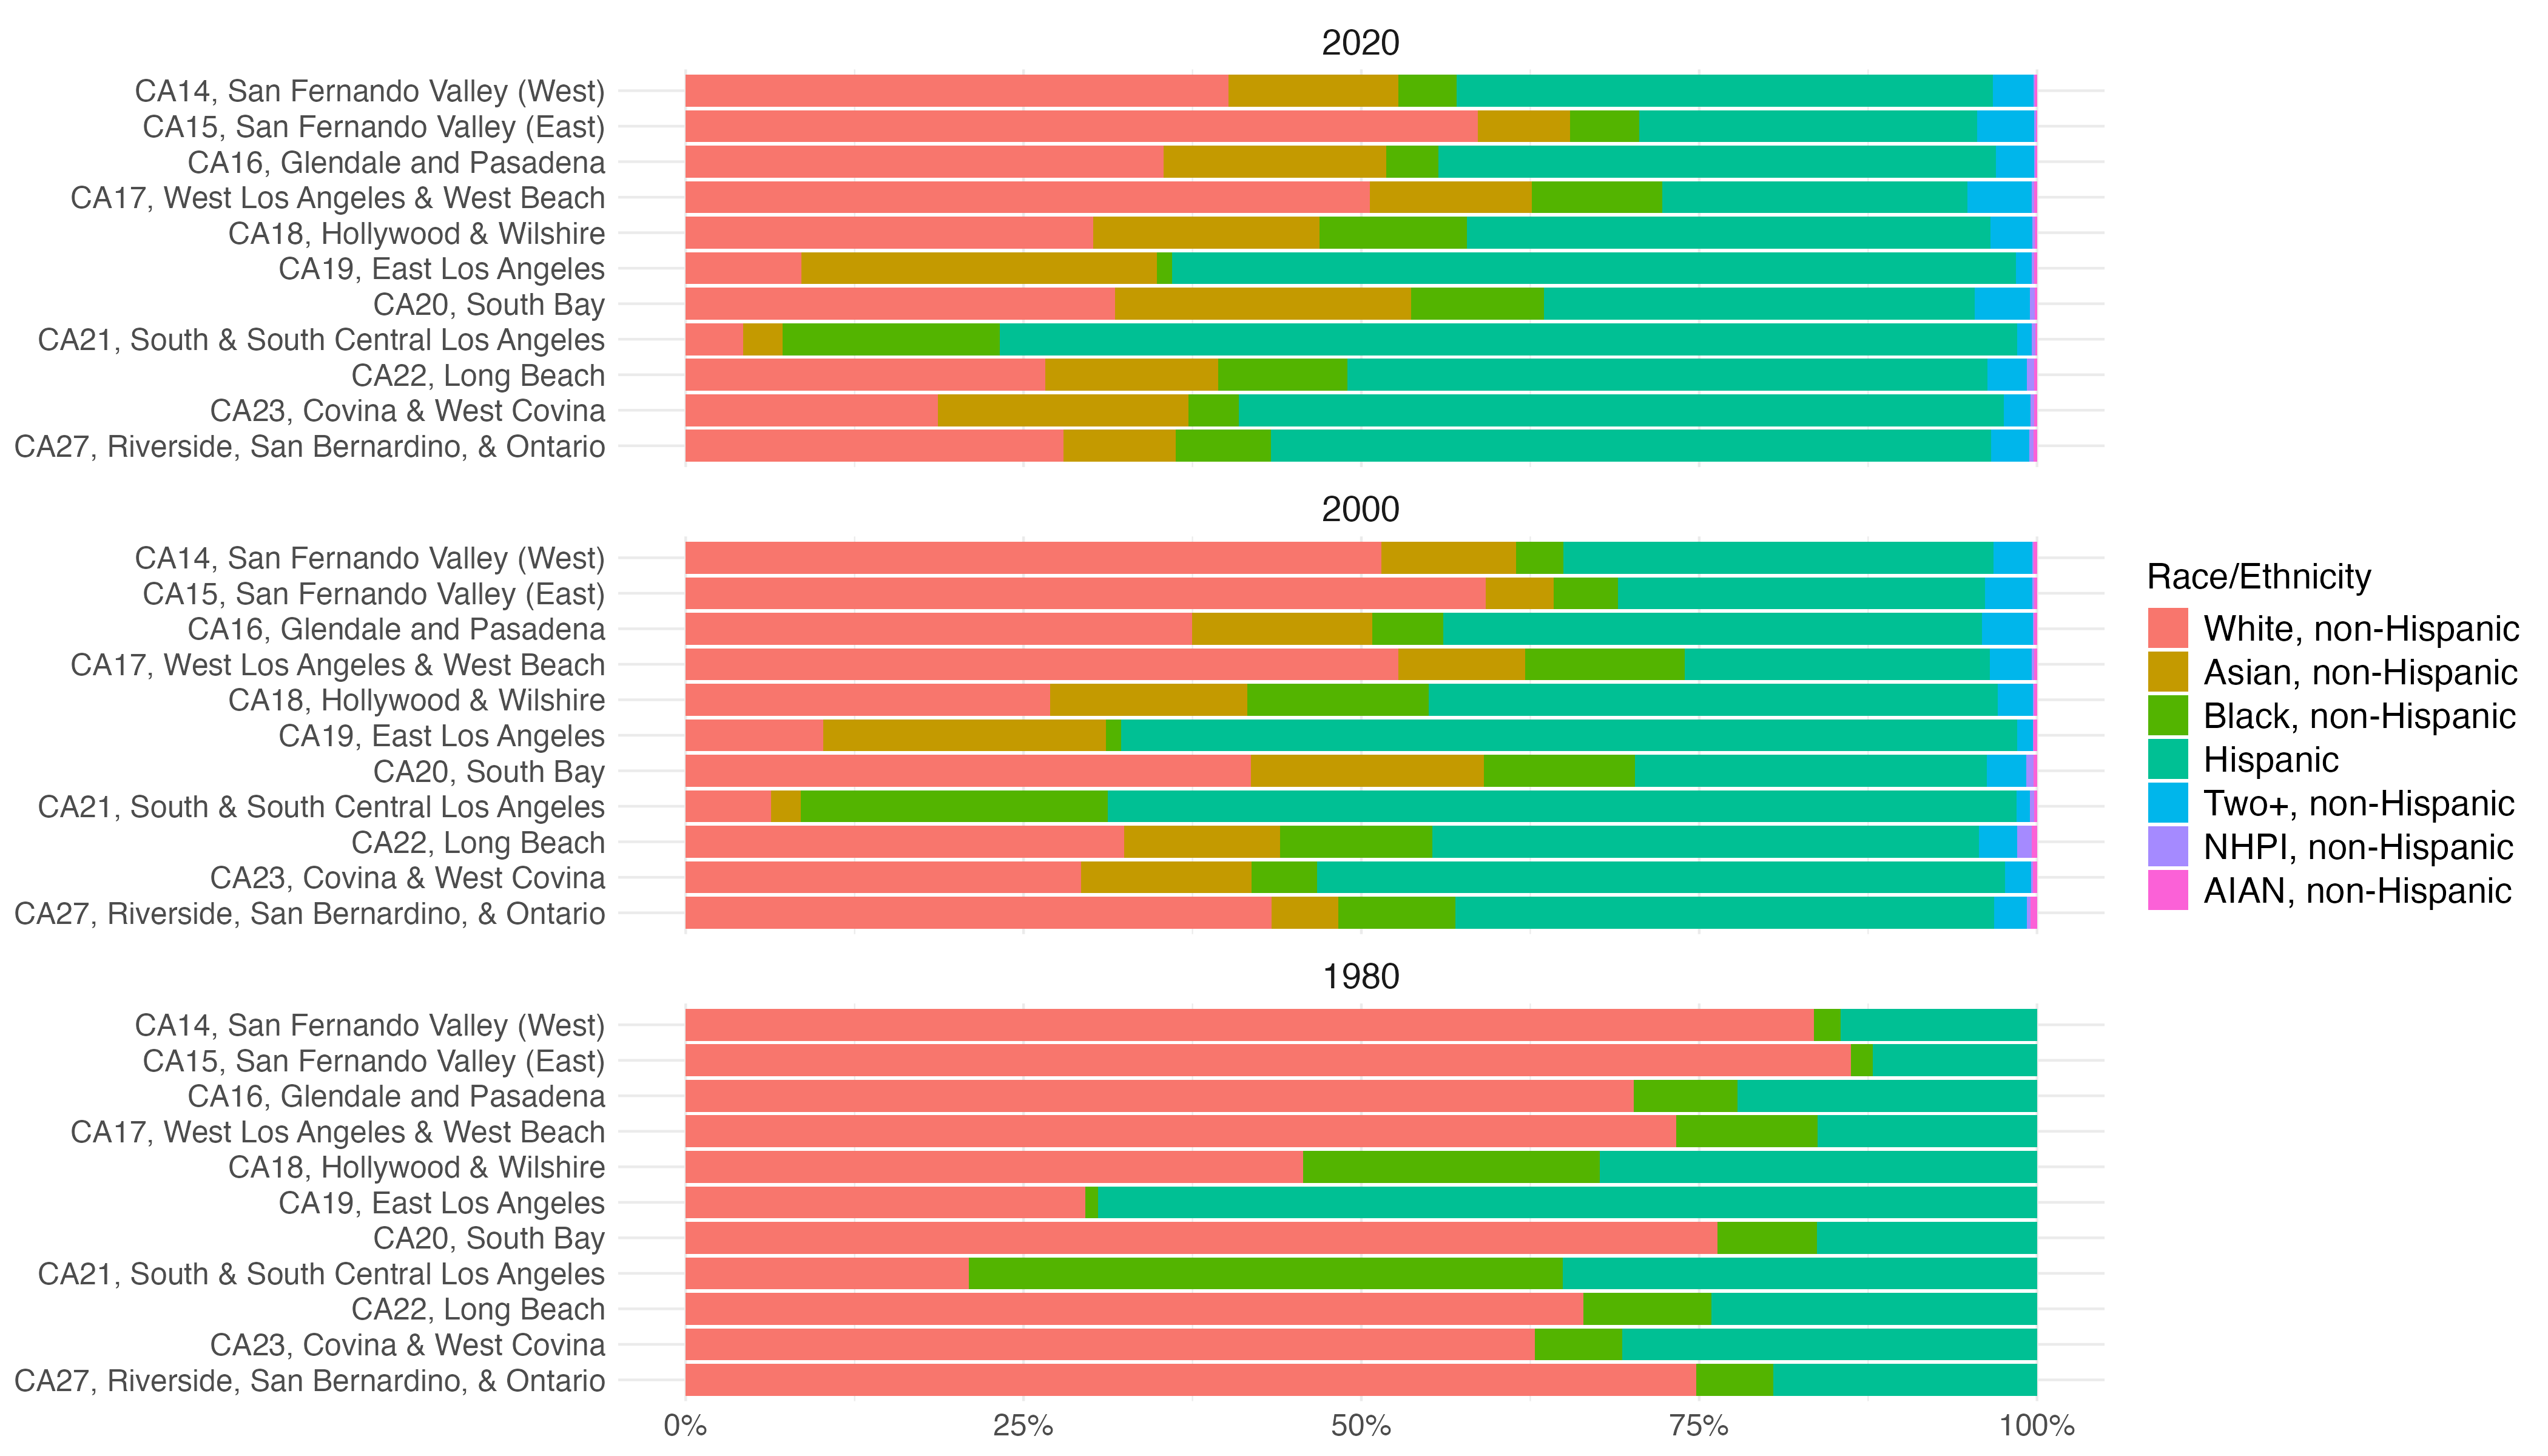 2020
CA14, San Fernando Valley (West)
CA15, San Fernando Valley (East)
CA16, Glendale and Pasadena
CA17, West Los Angeles & West Beach
CA18, Hollywood & Wilshire
CA19, East Los Angeles
CA20, South Bay
CA21, South & South Central Los Angeles
CA22, Long Beach
CA23, Covina & West Covina
CA27, Riverside, San Bernardino, & Ontario
2000
CA14, San Fernando Valley (West)
CA15, San Fernando Valley (East)
CA16, Glendale and Pasadena
CA17, West Los Angeles & West Beach
CA18, Hollywood & Wilshire
CA19, East Los Angeles
CA20, South Bay
CA21, South & South Central Los Angeles
CA22, Long Beach
CA23, Covina & West Covina
CA27, Riverside, San Bernardino, & Ontario
1980
CA14, San Fernando Valley (West)
CA15, San Fernando Valley (East)
CA16, Glendale and Pasadena
CA17, West Los Angeles & West Beach
CA18, Hollywood & Wilshire
CA19, East Los Angeles
CA20, South Bay
CA21, South & South Central Los Angeles
CA22, Long Beach
CA23, Covina & West Covina
CA27, Riverside, San Bernardino, & Ontario
0% 25% 50% 75% 100%
Race/Ethnicity
White, non-Hispanic
Asian, non-Hispanic
Black, non-Hispanic
Hispanic
Two+, non-Hispanic
NHPI, non-Hispanic
AIAN, non-Hispanic